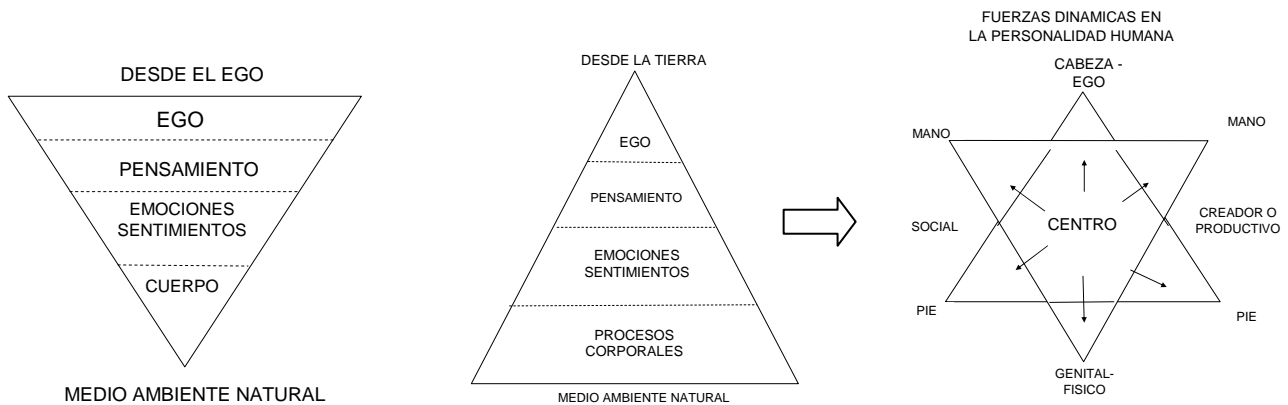 DESDE EL EGO
EGO
PENSAMIENTO
EMOCIONES
SENTIMIENTOS
CUERPO
MEDIO AMBIENTE NATURAL
DESDE LA TIERRA
EGO
PENSAMIENTO
EMOCIONES
SENTIMIENTOS
PROCESOS
CORPORALES
MEDIO AMBIENTE NATURAL
FUERZAS DINAMICAS EN
LA PERSONALIDAD HUMANA
CABEZA -
EGO
MANO
MANO
SOCIAL
CENTRO
CREADOR O
PRODUCTIVO
PIE
PIE
GENITAL-
FISICO